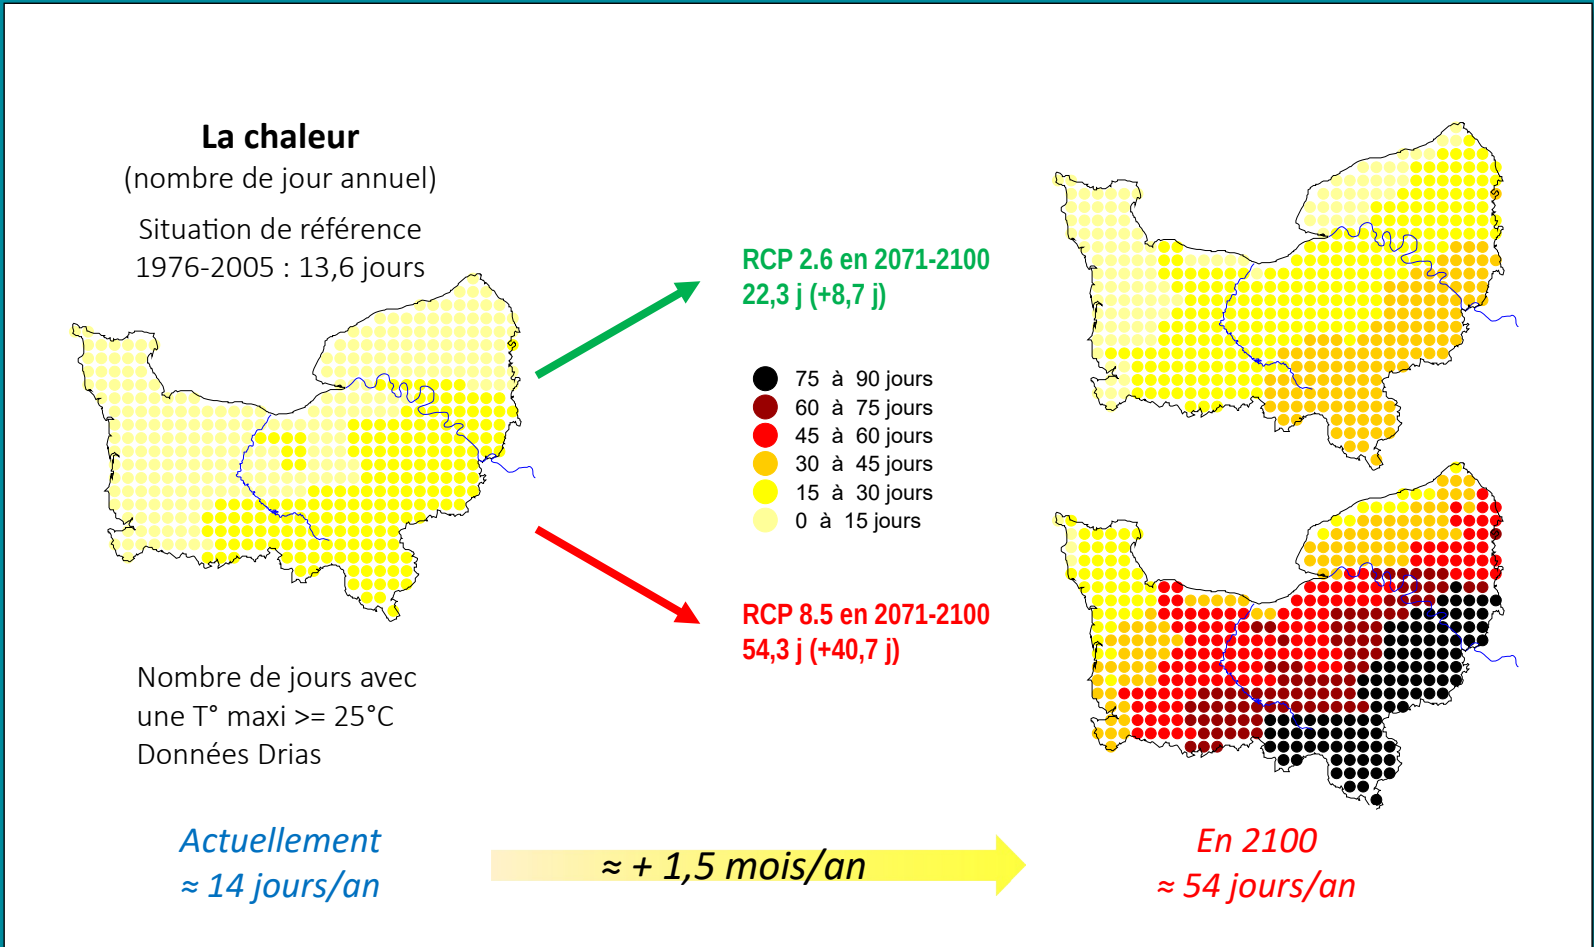 La chaleur
(nombre de jour annuel)
Situation de référence
1976-2005 : 13,6 jours
RCP 2.6 en 2071-2100
22,3 j (+8,7 j)
75 à 90 jours
60 à 75 jours
45 à 60 jours
30 à 45 jours
15 à 30 jours
0 à 15 jours
RCP 8.5 en 2071-2100
54,3 j (+40,7 j)
Nombre de jours avec
une T° maxi >= 25°C
Données Drias
Actuellement
≈ 14 jours/an
≈ + 1,5 mois/an
En 2100
≈ 54 jours/an